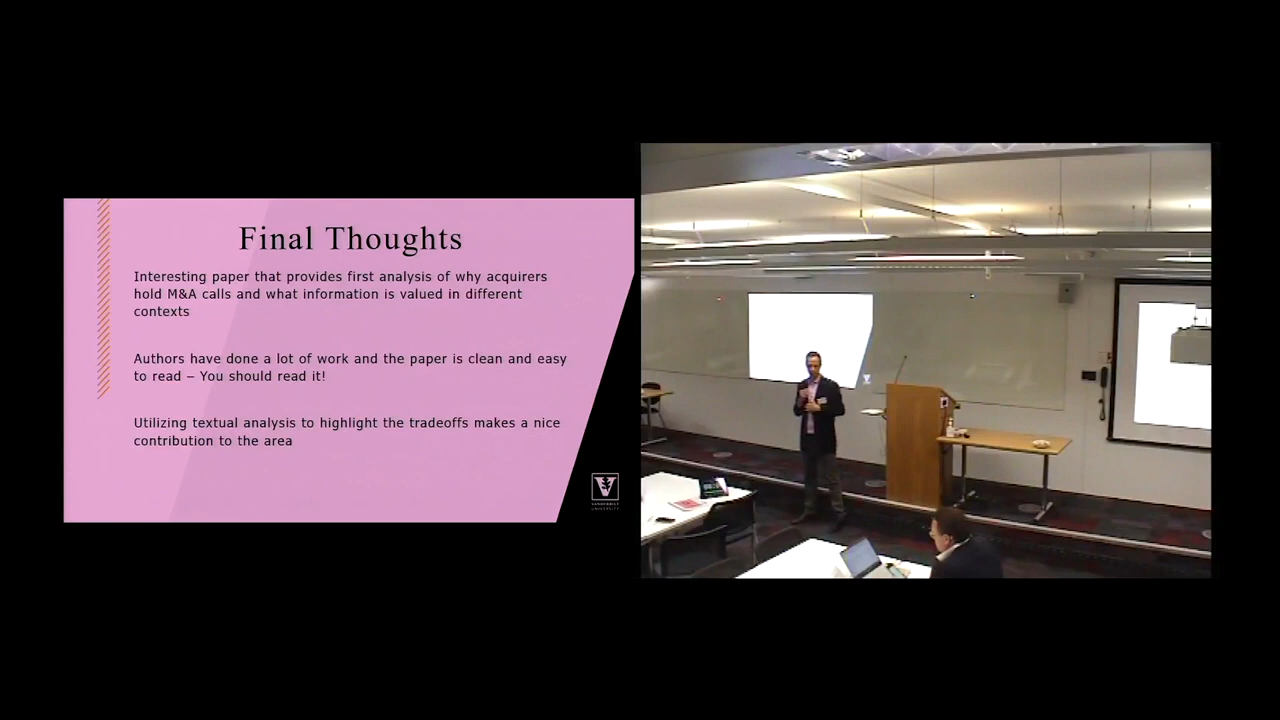 Final Thoughts
Interesting paper that provides first analysis of why acquirers
hold M&A calls and what information is valued in different
contexts
Authors have done a lot of work and the paper is clean and easy
to read – You should read it!
Utilizing textual analysis to highlight the tradeoffs makes a nice
contribution to the area
V
VANDERBILT
UNIVERSITY